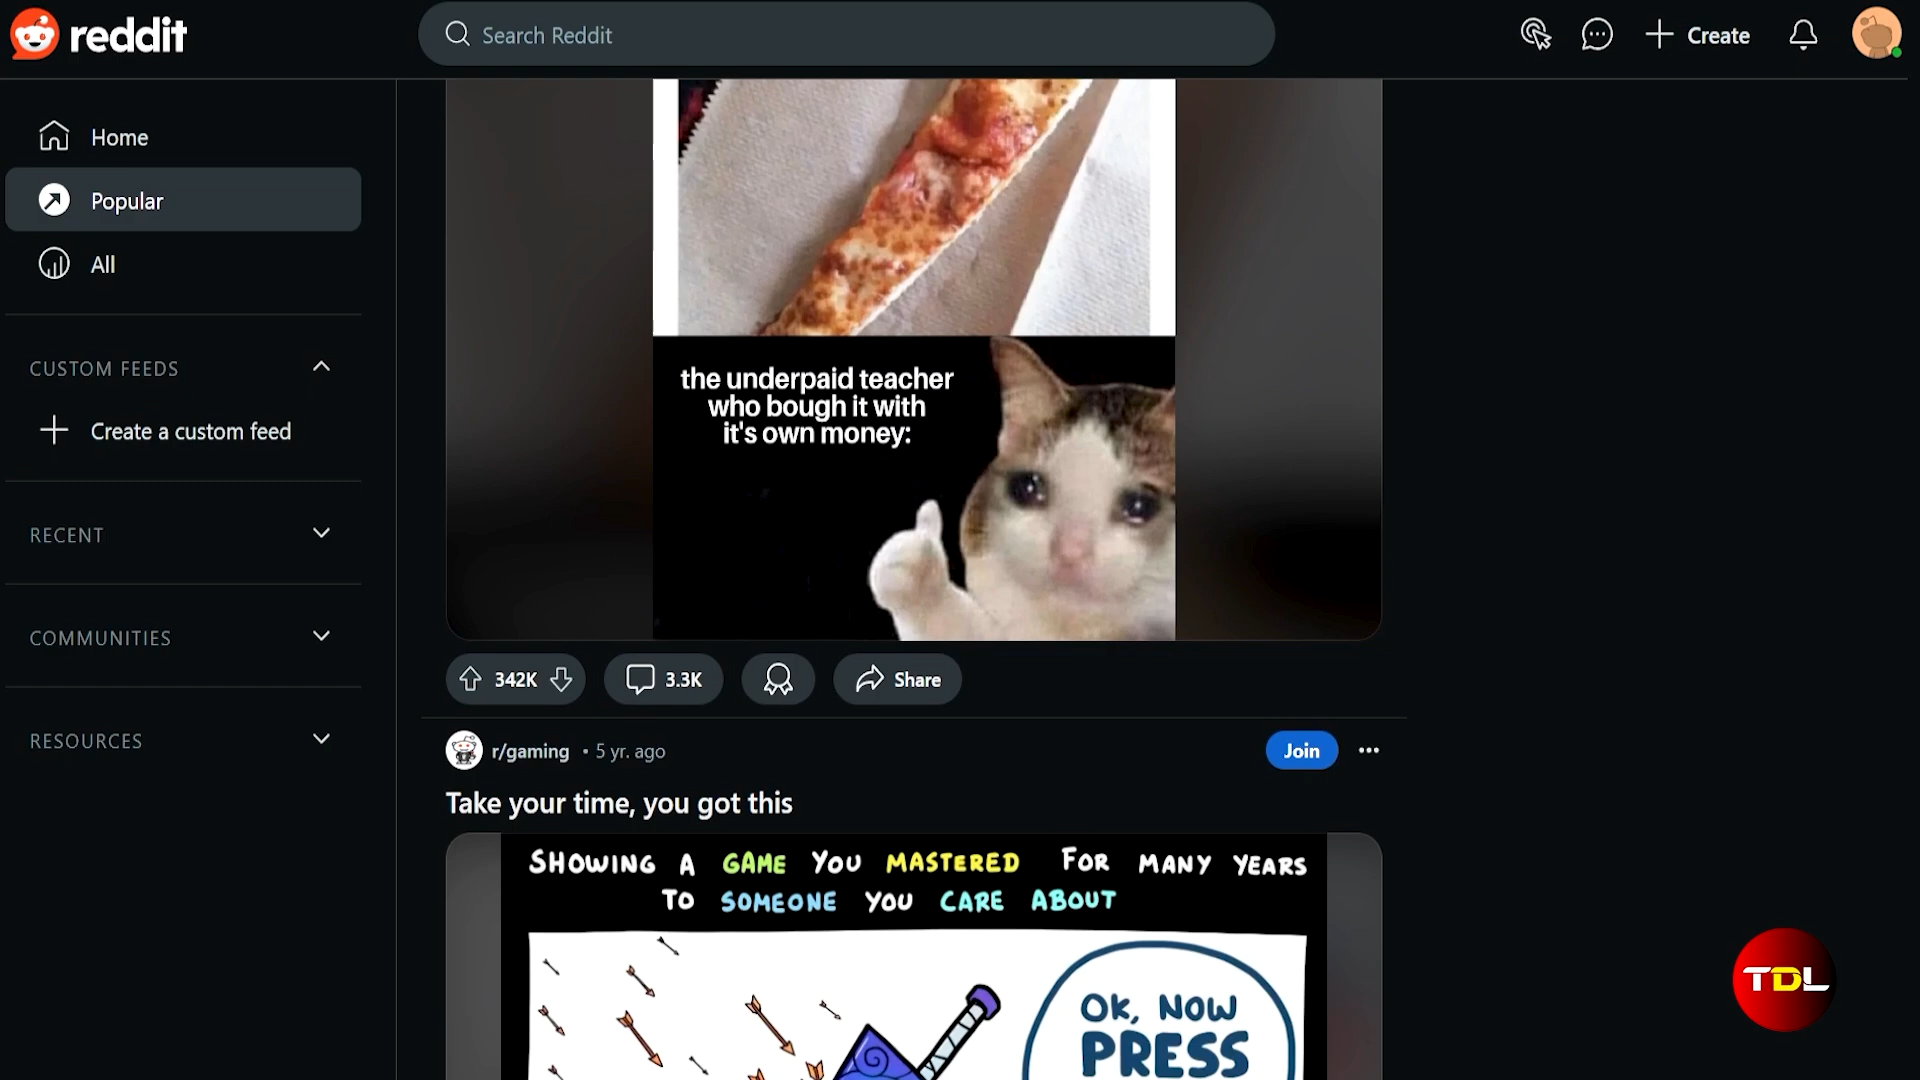 reddit
Search Reddit
Create
Home
Popular
All
CUSTOM FEEDS
Create a custom feed
RECENT
COMMUNITIES
RESOURCES
the underpaid teacher
who bough it with
it's own money:
342K
3.3K
Share
r/gaming • 5 yr. ago
Join
Take your time, you got this
SHOWING A GAME YOU MASTERED FOR MANY YEARS
TO SOMEONE YOU CARE ABOUT
OK, NOW
PRESS
TDL